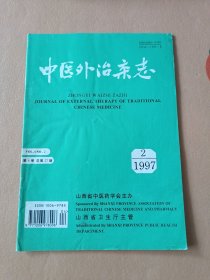 中医外治杂志
ZHONGYI WAIZHI ZAZHI
JOURNAL OF EXTERNAL THERAPY OF TRADITIONAL
CHINESE MEDICINE
2
1997
山西省中医药学会主办
Sponsored by SHANXI PROVINCE ASSOCIATION OF
TRADITIONAL CHINESE MEDICINE AND PHARMACY
山西省卫生厅主管
Administrated by SHANXI PROVINCE PUBLIC HEALTH
DEPARTMENT